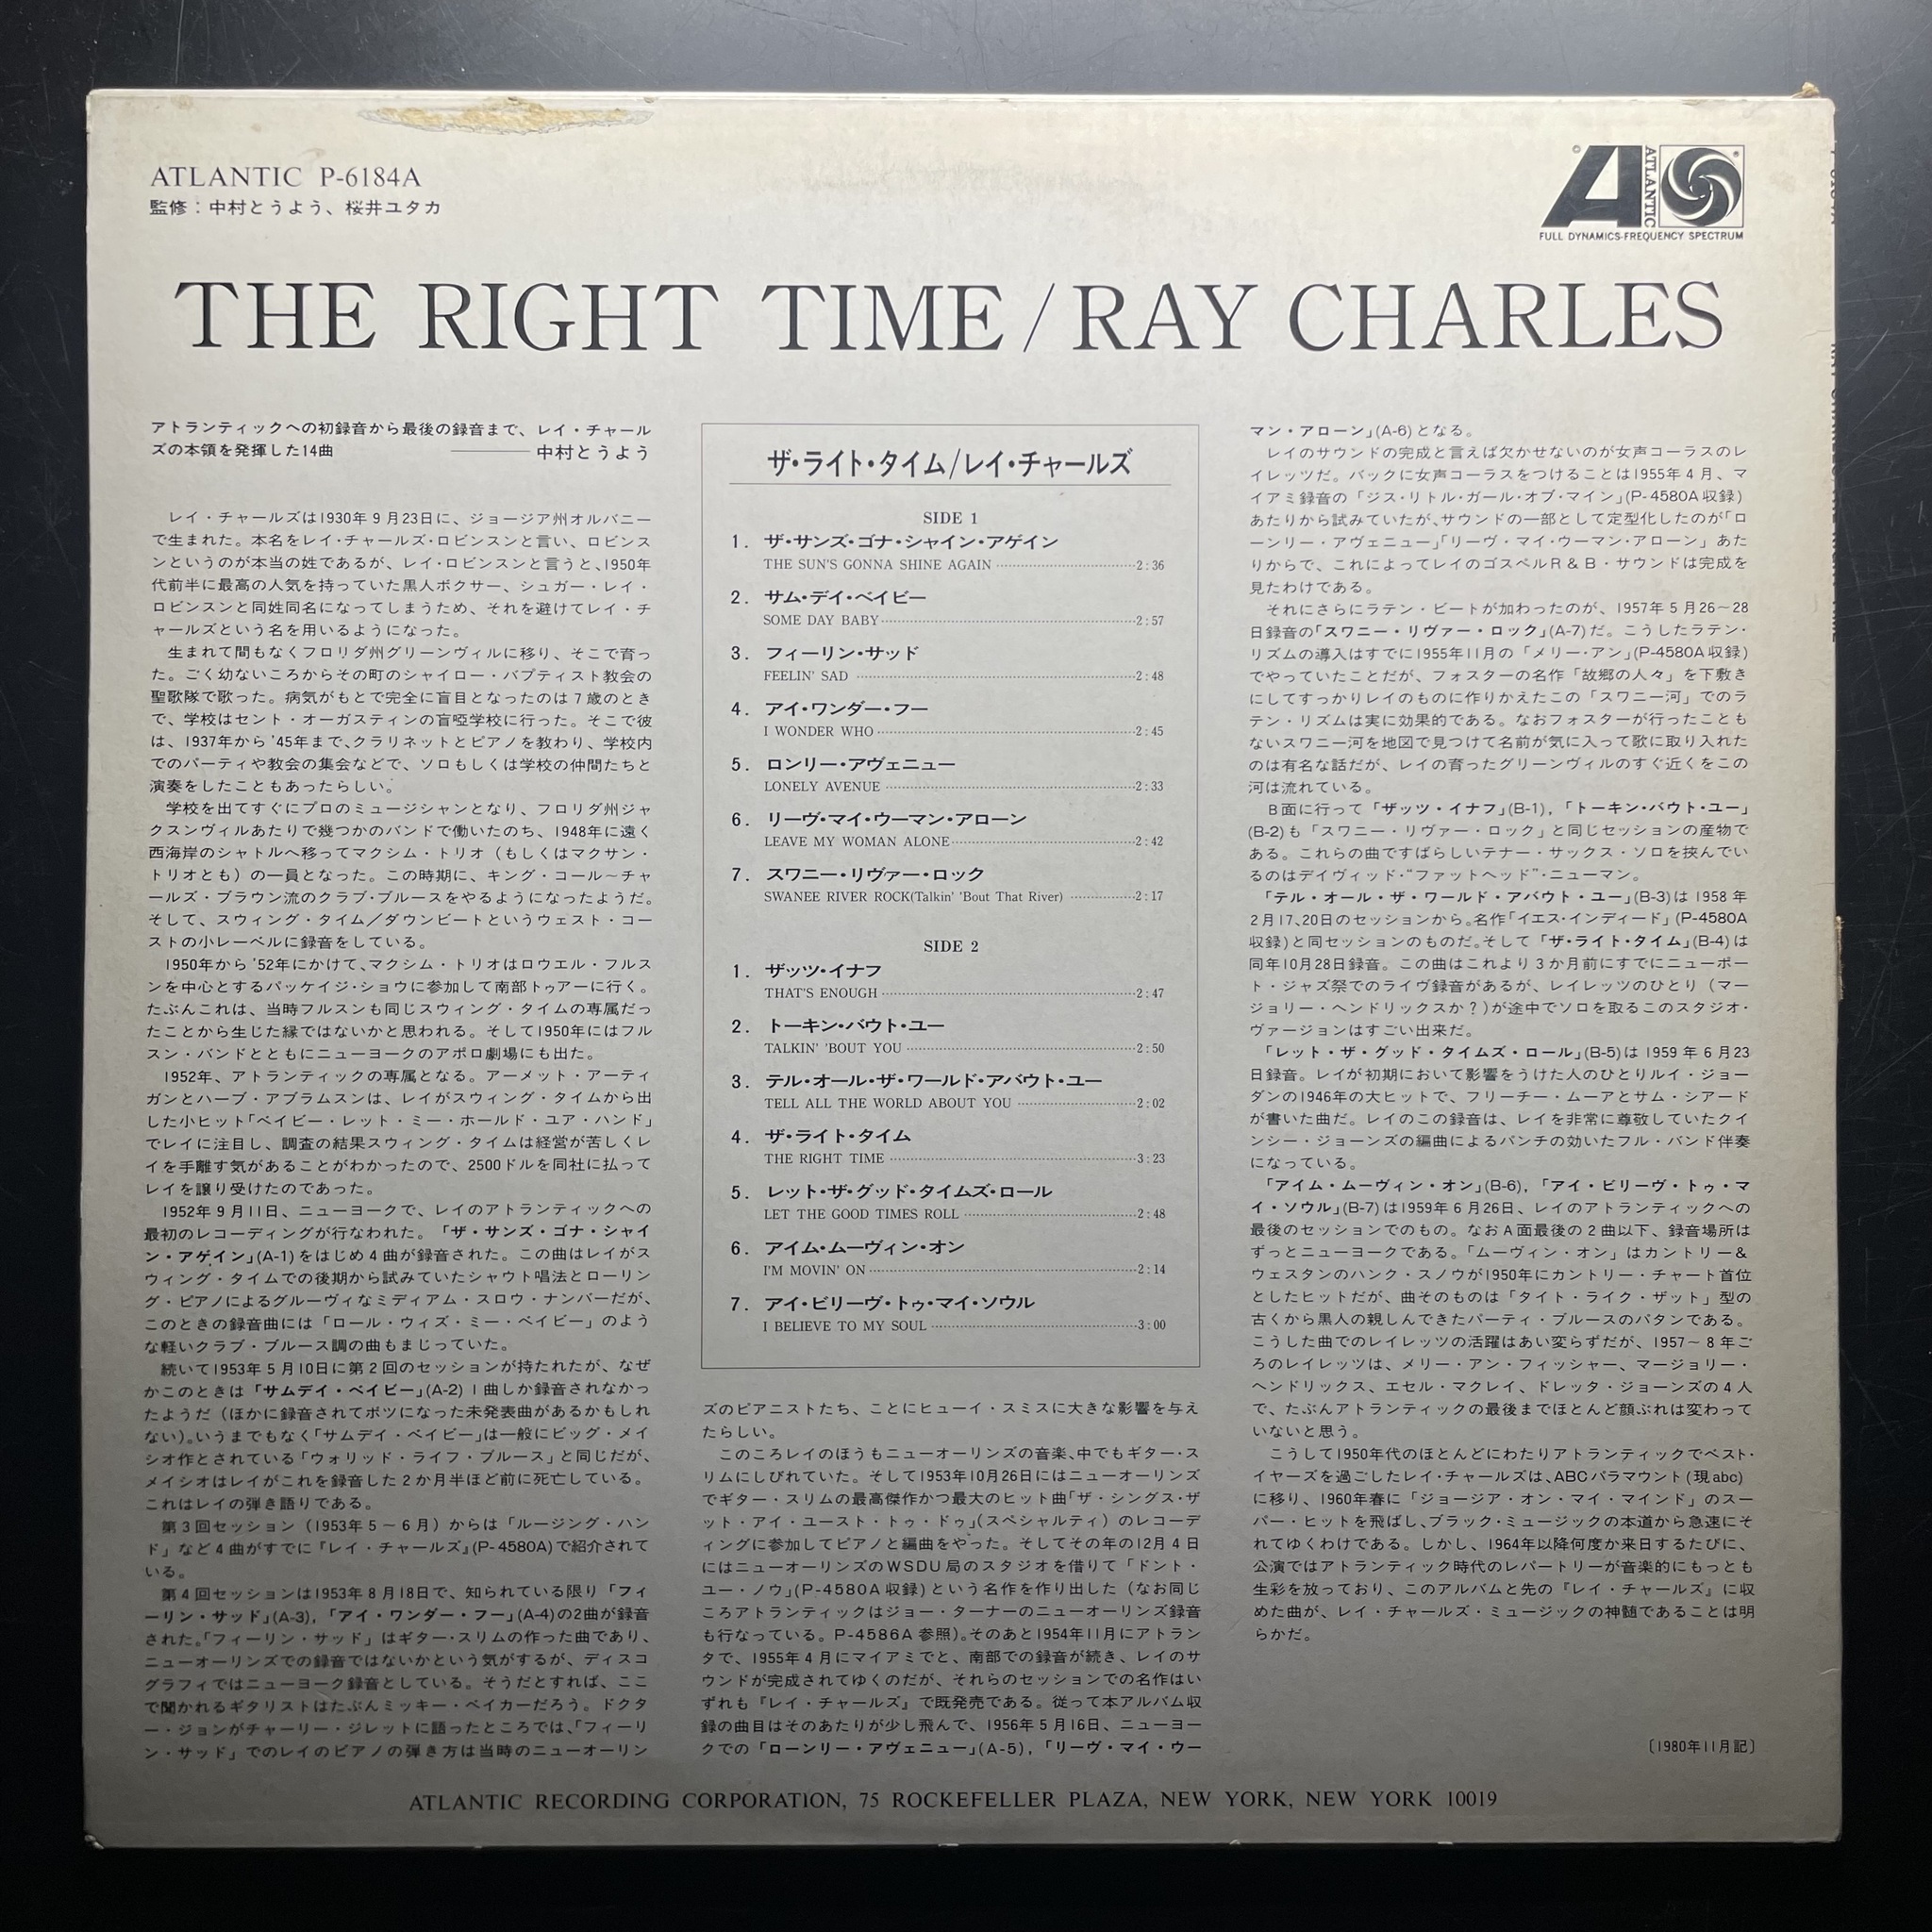 ATLANTIC P-6184A
監修：中村とうよう、桜井ユタカ
© ATLANTIC ®
FULL DYNAMICS-FREQUENCY SPECTRUM
THE RIGHT TIME/RAY CHARLES
アトランティックへの初録音から最後の録音まで、レイ・チャール
ズの本領を発揮した14曲 ———— 中村とうよう
レイ・チャールズは1930年9月23日に、ジョージア州オルバニー
で生まれた。本名をレイ・チャールズ・ロビンスンと言い、ロビンス
ンというのが本当の姓であるが、レイ・ロビンスンと言うと、1950年
代前半に最高の人気を持っていた黒人ボクサー、シュガー・レイ・
ロビンスンと同姓同名になってしまうため、それを避けてレイ・チ
ャールズという名を用いるようになった。
生まれて間もなくフロリダ州グリーンヴィルに移り、そこで育っ
た。ごく幼ないころからその町のシャイロー・バプティスト教会の
聖歌隊で歌った。病気がもとで完全に盲目となったのは7歳のとき
で、学校はセント・オーガスティンの盲啞学校に行った。そこで彼
は、1937年から'45年まで、クラリネットとピアノを教わり、学校内
でのパーティや教会の集会などで、ソロもしくは学校の仲間たちと
演奏をしたこともあったらしい。
学校を出てすぐにプロのミュージシャンとなり、フロリダ州ジャ
クスンヴィルあたりで幾つかのバンドで働いたのち、1948年に遠く
西海岸のシャトルへ移ってマクシム・トリオ（もしくはマクサン・
トリオとも）の一員となった。この時期に、キング・コール～チャ
ールズ・ブラウン流のクラブ・ブルースをやるようになったようだ。
そして、スウィング・タイム／ダウンビートというウェスト・コー
ストの小レーベルに録音をしている。
1950年から'52年にかけて、マクシム・トリオはロウエル・フルス
ンを中心とするパッケイジ・ショウに参加して南部トゥアーに行く。
たぶんこれは、当時フルスンも同じスウィング・タイムの専属だっ
たことから生じた縁ではないかと思われる。そして1950年にはフル
スン・バンドとともにニューヨークのアポロ劇場にも出た。
1952年、アトランティックの専属となる。アーメット・アーティ
ガンとハーブ・アブラムスンは、レイがスウィング・タイムから出
した小ヒット「ベイビー・レット・ミー・ホールド・ユア・ハンド」
でレイに注目し、調査の結果スウィング・タイムは経営が苦しくレ
イを手離す気があることがわかったので、2500ドルを同社に払って
レイを譲り受けたのであった。
1952年9月11日、ニューヨークで、レイのアトランティックへの
最初のレコーディングが行なわれた。「ザ・サンズ・ゴナ・シャイ
ン・アゲイン」(A-1)をはじめ4曲が録音された。この曲はレイがス
ウィング・タイムでの後期から試みていたシャウト唱法とローリン
グ・ピアノによるグルーヴィなミディアム・スロウ・ナンバーだが、
このときの録音曲には「ロール・ウィズ・ミー・ベイビー」のよう
な軽いクラブ・ブルース調の曲もまじっていた。
続いて1953年5月10日に第2回のセッションが持たれたが、なぜ
かこのときは「サムデイ・ベイビー」(A-2) 1曲しか録音されなかっ
たようだ（ほかに録音されてボツになった未発表曲があるかもしれ
ない）。いうまでもなく「サムデイ・ベイビー」は一般にビッグ・メイ
シオ作とされている「ウォリッド・ライフ・ブルース」と同じだが、
メイシオはレイがこれを録音した2か月半ほど前に死亡している。
これはレイの弾き語りである。
第3回セッション（1953年5～6月）からは「ルージング・ハン
ド」など4曲がすでに『レイ・チャールズ』(P-4580A)で紹介されて
いる。
第4回セッションは1953年8月18日で、知られている限り「フィ
ーリン・サッド」(A-3)，「アイ・ワンダー・フー」(A-4)の2曲が録音
された。「フィーリン・サッド」はギター・スリムの作った曲であり、
ニューオーリンズでの録音ではないかという気がするが、ディスコ
グラフィではニューヨーク録音としている。そうだとすれば、ここ
で聞かれるギタリストはたぶんミッキー・ベイカーだろう。ドクタ
ー・ジョンがチャーリー・ジレットに語ったところでは、「フィーリ
ン・サッド」でのレイのピアノの弾き方は当時のニューオーリン
ザ・ライト・タイム/レイ・チャールズ
SIDE 1
1. ザ・サンズ・ゴナ・シャイン・アゲイン
THE SUN'S GONNA SHINE AGAIN 2:36
2. サム・デイ・ベイビー
SOME DAY BABY 2:57
3. フィーリン・サッド
FEELIN' SAD 2:48
4. アイ・ワンダー・フー
I WONDER WHO 2:45
5. ロンリー・アヴェニュー
LONELY AVENUE 2:33
6. リーヴ・マイ・ウーマン・アローン
LEAVE MY WOMAN ALONE 2:42
7. スワニー・リヴァー・ロック
SWANEE RIVER ROCK(Talkin' 'Bout That River) 2:17
SIDE 2
1. ザッツ・イナフ
THAT'S ENOUGH 2:47
2. トーキン・バウト・ユー
TALKIN' 'BOUT YOU 2:50
3. テル・オール・ザ・ワールド・アバウト・ユー
TELL ALL THE WORLD ABOUT YOU 2:02
4. ザ・ライト・タイム
THE RIGHT TIME 3:23
5. レット・ザ・グッド・タイムズ・ロール
LET THE GOOD TIMES ROLL 2:48
6. アイム・ムーヴィン・オン
I'M MOVIN' ON 2:14
7. アイ・ビリーヴ・トゥ・マイ・ソウル
I BELIEVE TO MY SOUL 3:00
ズのピアニストたち、ことにヒューイ・スミスに大きな影響を与え
たらしい。
このころレイのほうもニューオーリンズの音楽、中でもギター・ス
リムにしびれていた。そして1953年10月26日にはニューオーリンズ
でギター・スリムの最高傑作かつ最大のヒット曲「ザ・シングス・ザ
ット・アイ・ユースト・トゥ・ドゥ」（スペシャルティ）のレコーデ
ィングに参加してピアノと編曲をやった。そしてその年の12月4日
にはニューオーリンズのWSDU局のスタジオを借りて「ドント・
ユー・ノウ」(P-4580A収録)という名作を作り出した（なお同じ
ころアトランティックはジョー・ターナーのニューオーリンズ録音
も行なっている。P-4586A参照）。そのあと1954年11月にアトラン
タで、1955年4月にマイアミでと、南部での録音が続き、レイのサ
ウンドが完成されてゆくのだが、それらのセッションでの名作はい
ずれも『レイ・チャールズ』で既発売である。従って本アルバム収
録の曲目はそのあたりが少し飛んで、1956年5月16日、ニューヨー
クでの「ローンリー・アヴェニュー」(A-5)，「リーヴ・マイ・ウー
マン・アローン」(A-6)となる。
レイのサウンドの完成と言えば欠かせないのが女声コーラスのレ
イレッツだ。バックに女声コーラスをつけることは1955年4月、マ
イアミ録音の「ジス・リトル・ガール・オブ・マイン」(P-4580A収録)
あたりから試みていたが、サウンドの一部として定型化したのが「ロ
ーンリー・アヴェニュー」「リーヴ・マイ・ウーマン・アローン」あた
りからで、これによってレイのゴスペルR＆B・サウンドは完成を
見たわけである。
それにさらにラテン・ビートが加わったのが、1957年5月26～28
日録音の「スワニー・リヴァー・ロック」(A-7)だ。こうしたラテン・
リズムの導入はすでに1955年11月の「メリー・アン」(P-4580A収録)
でやっていたことだが、フォスターの名作「故郷の人々」を下敷き
にしてすっかりレイのものに作りかえたこの「スワニー河」でのラ
テン・リズムは実に効果的である。なおフォスターが行ったことも
ないスワニー河を地図で見つけて名前が気に入って歌に取り入れた
のは有名な話だが、レイの育ったグリーンヴィルのすぐ近くをこの
河は流れている。
B面に行って「ザッツ・イナフ」(B-1)，「トーキン・バウト・ユー」
(B-2)も「スワニー・リヴァー・ロック」と同じセッションの産物で
ある。これらの曲ですばらしいテナー・サックス・ソロを挟んでい
るのはデイヴィッド・“ファットヘッド”・ニューマン。
「テル・オール・ザ・ワールド・アバウト・ユー」(B-3)は1958年
2月17、20日のセッションから。名作「イエス・インディード」(P-4580A
収録)と同セッションのものだ。そして「ザ・ライト・タイム」(B-4)は
同年10月28日録音。この曲はこれより3か月前にすでにニューポー
ト・ジャズ祭でのライヴ録音があるが、レイレッツのひとり（マー
ジョリー・ヘンドリックスか？）が途中でソロを取るこのスタジオ・
ヴァージョンはすごい出来だ。
「レット・ザ・グッド・タイムズ・ロール」(B-5)は1959年6月23
日録音。レイが初期において影響をうけた人のひとりルイ・ジョー
ダンの1946年の大ヒットで、フリーチー・ムーアとサム・シアード
が書いた曲だ。レイのこの録音は、レイを非常に尊敬していたクイ
ンシー・ジョーンズの編曲によるパンチの効いたフル・バンド伴奏
になっている。
「アイム・ムーヴィン・オン」(B-6)，「アイ・ビリーヴ・トゥ・マ
イ・ソウル」(B-7)は1959年6月26日、レイのアトランティックへの
最後のセッションでのもの。なおA面最後の2曲以下、録音場所は
ずっとニューヨークである。「ムーヴィン・オン」はカントリー＆
ウェスタンのハンク・スノウが1950年にカントリー・チャート首位
としたヒットだが、曲そのものは「タイト・ライク・ザット」型の
古くから黒人の親しんできたパーティ・ブルースのパタンである。
こうした曲でのレイレッツの活躍はあい変らずだが、1957～8年ご
ろのレイレッツは、メリー・アン・フィッシャー、マージョリー・
ヘンドリックス、エセル・マクレイ、ドレッタ・ジョーンズの4人
で、たぶんアトランティックの最後までほとんど顔ぶれは変わって
いないと思う。
こうして1950年代のほとんどにわたりアトランティックでベスト・
イヤーズを過ごしたレイ・チャールズは、ABCパラマウント(現abc)
に移り、1960年春に「ジョージア・オン・マイ・マインド」のスー
パー・ヒットを飛ばし、ブラック・ミュージックの本道から急速にそ
れてゆくわけである。しかし、1964年以降何度か来日するたびに、
公演ではアトランティック時代のレパートリーが音楽的にもっとも
生彩を放っており、このアルバムと先の『レイ・チャールズ』に収
めた曲が、レイ・チャールズ・ミュージックの神髄であることは明
らかだ。
〔1980年11月記〕
ATLANTIC RECORDING CORPORATION, 75 ROCKEFELLER PLAZA, NEW YORK, NEW YORK 10019